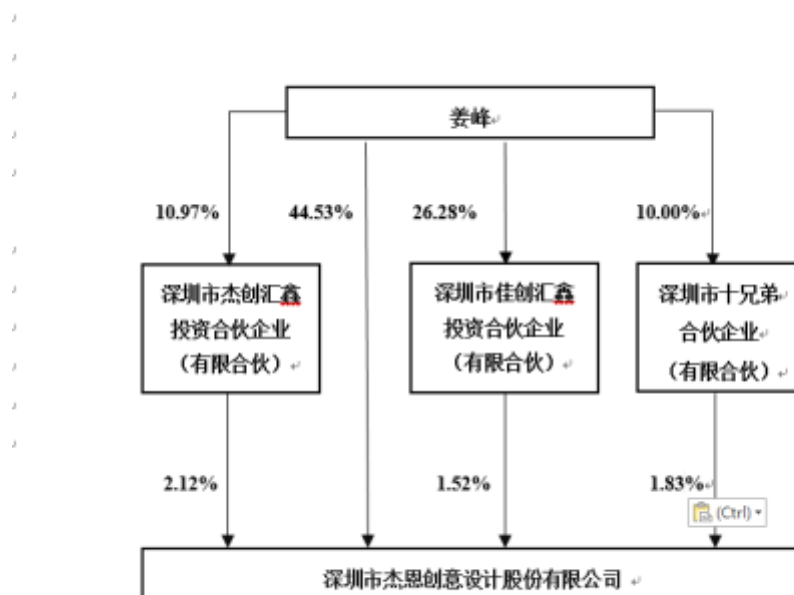 姜峰
10.97% 44.53% 26.28% 10.00%
深圳市杰创汇鑫
投资合伙企业
（有限合伙）
深圳市佳创汇鑫
投资合伙企业
（有限合伙）
深圳市十兄弟
合伙企业
（有限合伙）
2.12% 1.52% 1.83%
(Ctrl)
深圳市杰恩创意设计股份有限公司